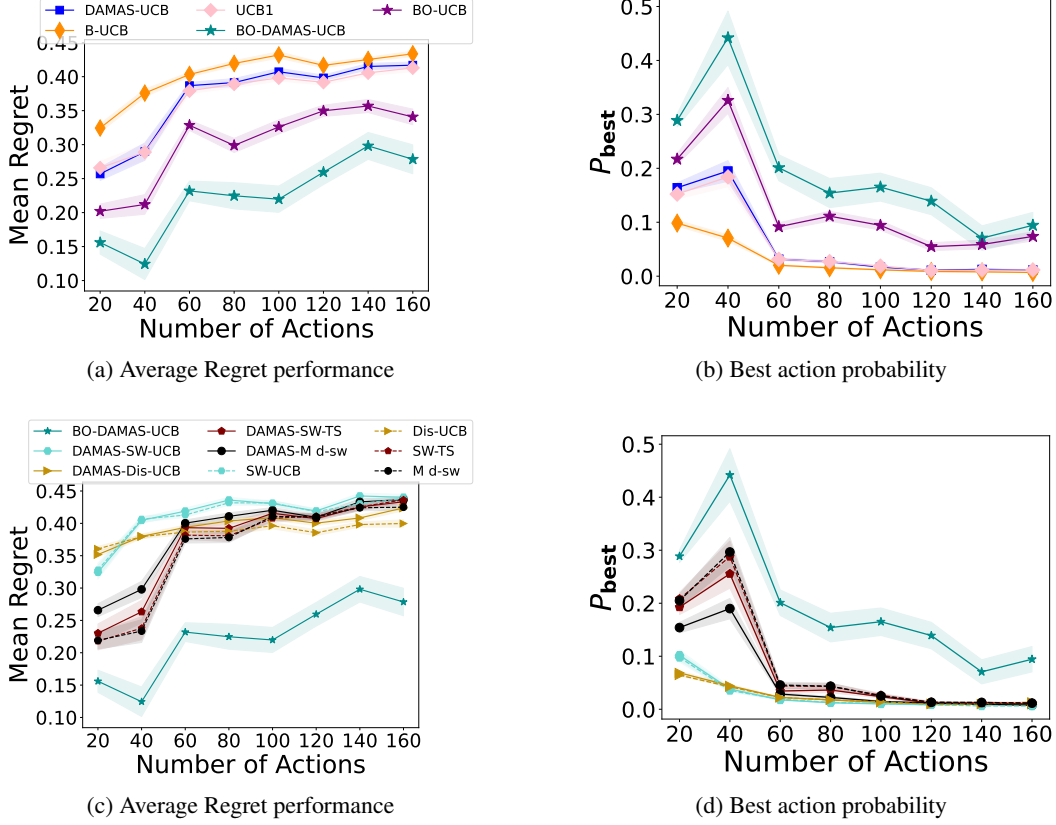 DAMAS-UCB UCB1 BO-UCB
B-UCB BO-DAMAS-UCB
Mean Regret
0.45
0.40
0.35
0.30
0.25
0.20
0.15
0.10
20 40 60 80 100 120 140 160
Number of Actions
(a) Average Regret performance
P_best
0.5
0.4
0.3
0.2
0.1
0.0
20 40 60 80 100 120 140 160
Number of Actions
(b) Best action probability
BO-DAMAS-UCB DAMAS-SW-TS Dis-UCB
DAMAS-SW-UCB DAMAS-M d-sw SW-TS
DAMAS-Dis-UCB SW-UCB M d-sw
Mean Regret
0.45
0.40
0.35
0.30
0.25
0.20
0.15
0.10
20 40 60 80 100 120 140 160
Number of Actions
(c) Average Regret performance
P_best
0.5
0.4
0.3
0.2
0.1
0.0
20 40 60 80 100 120 140 160
Number of Actions
(d) Best action probability